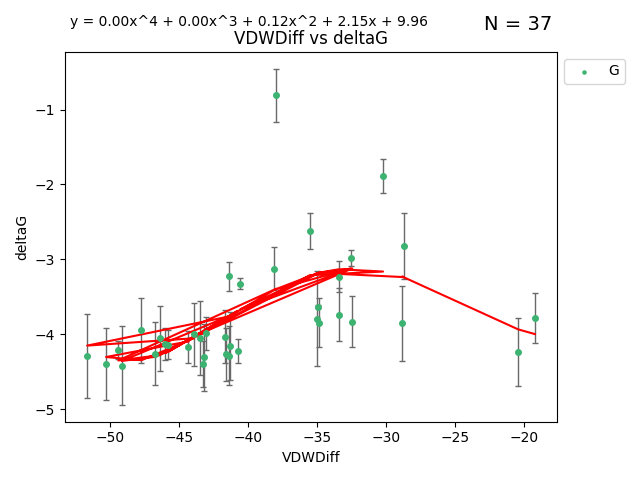 y = 0.00x^4 + 0.00x^3 + 0.12x^2 + 2.15x + 9.96
N = 37
VDWDiff vs deltaG
G
−1
−2
−3
−4
−5
deltaG
−50 −45 −40 −35 −30 −25 −20
VDWDiff